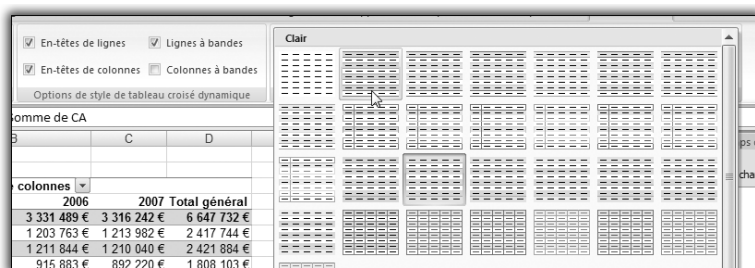 Clair
En-têtes de lignes Lignes à bandes
En-têtes de colonnes Colonnes à bandes
Options de style de tableau croisé dynamique
omme de CA
B C D
colonnes
2006 2007 Total général
3 331 489 € 3 316 242 € 6 647 732 €
1 203 763 € 1 213 982 € 2 417 744 €
1 211 844 € 1 210 040 € 2 421 884 €
915 883 € 892 220 € 1 808 103 €